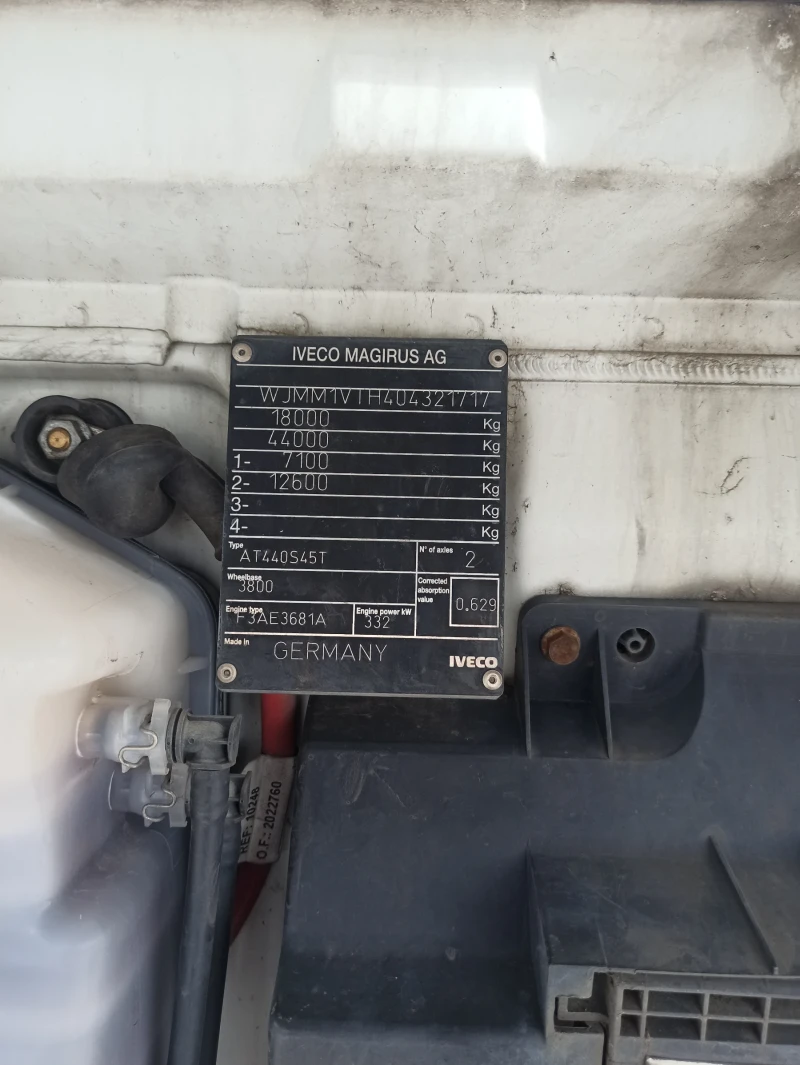 IVECO MAGIRUS AG
WJMM1VTH404321717
18000 Kg
44000 Kg
1- 7100 Kg
2- 12600 Kg
3- Kg
4- Kg
Type AT440S45T N° of axles 2
Wheelbase 3800 Corrected absorption value 0.629
Engine type F3AE3681A Engine power kW 332
Made in GERMANY IVECO
REF.: 10248
O.F.: 2022760